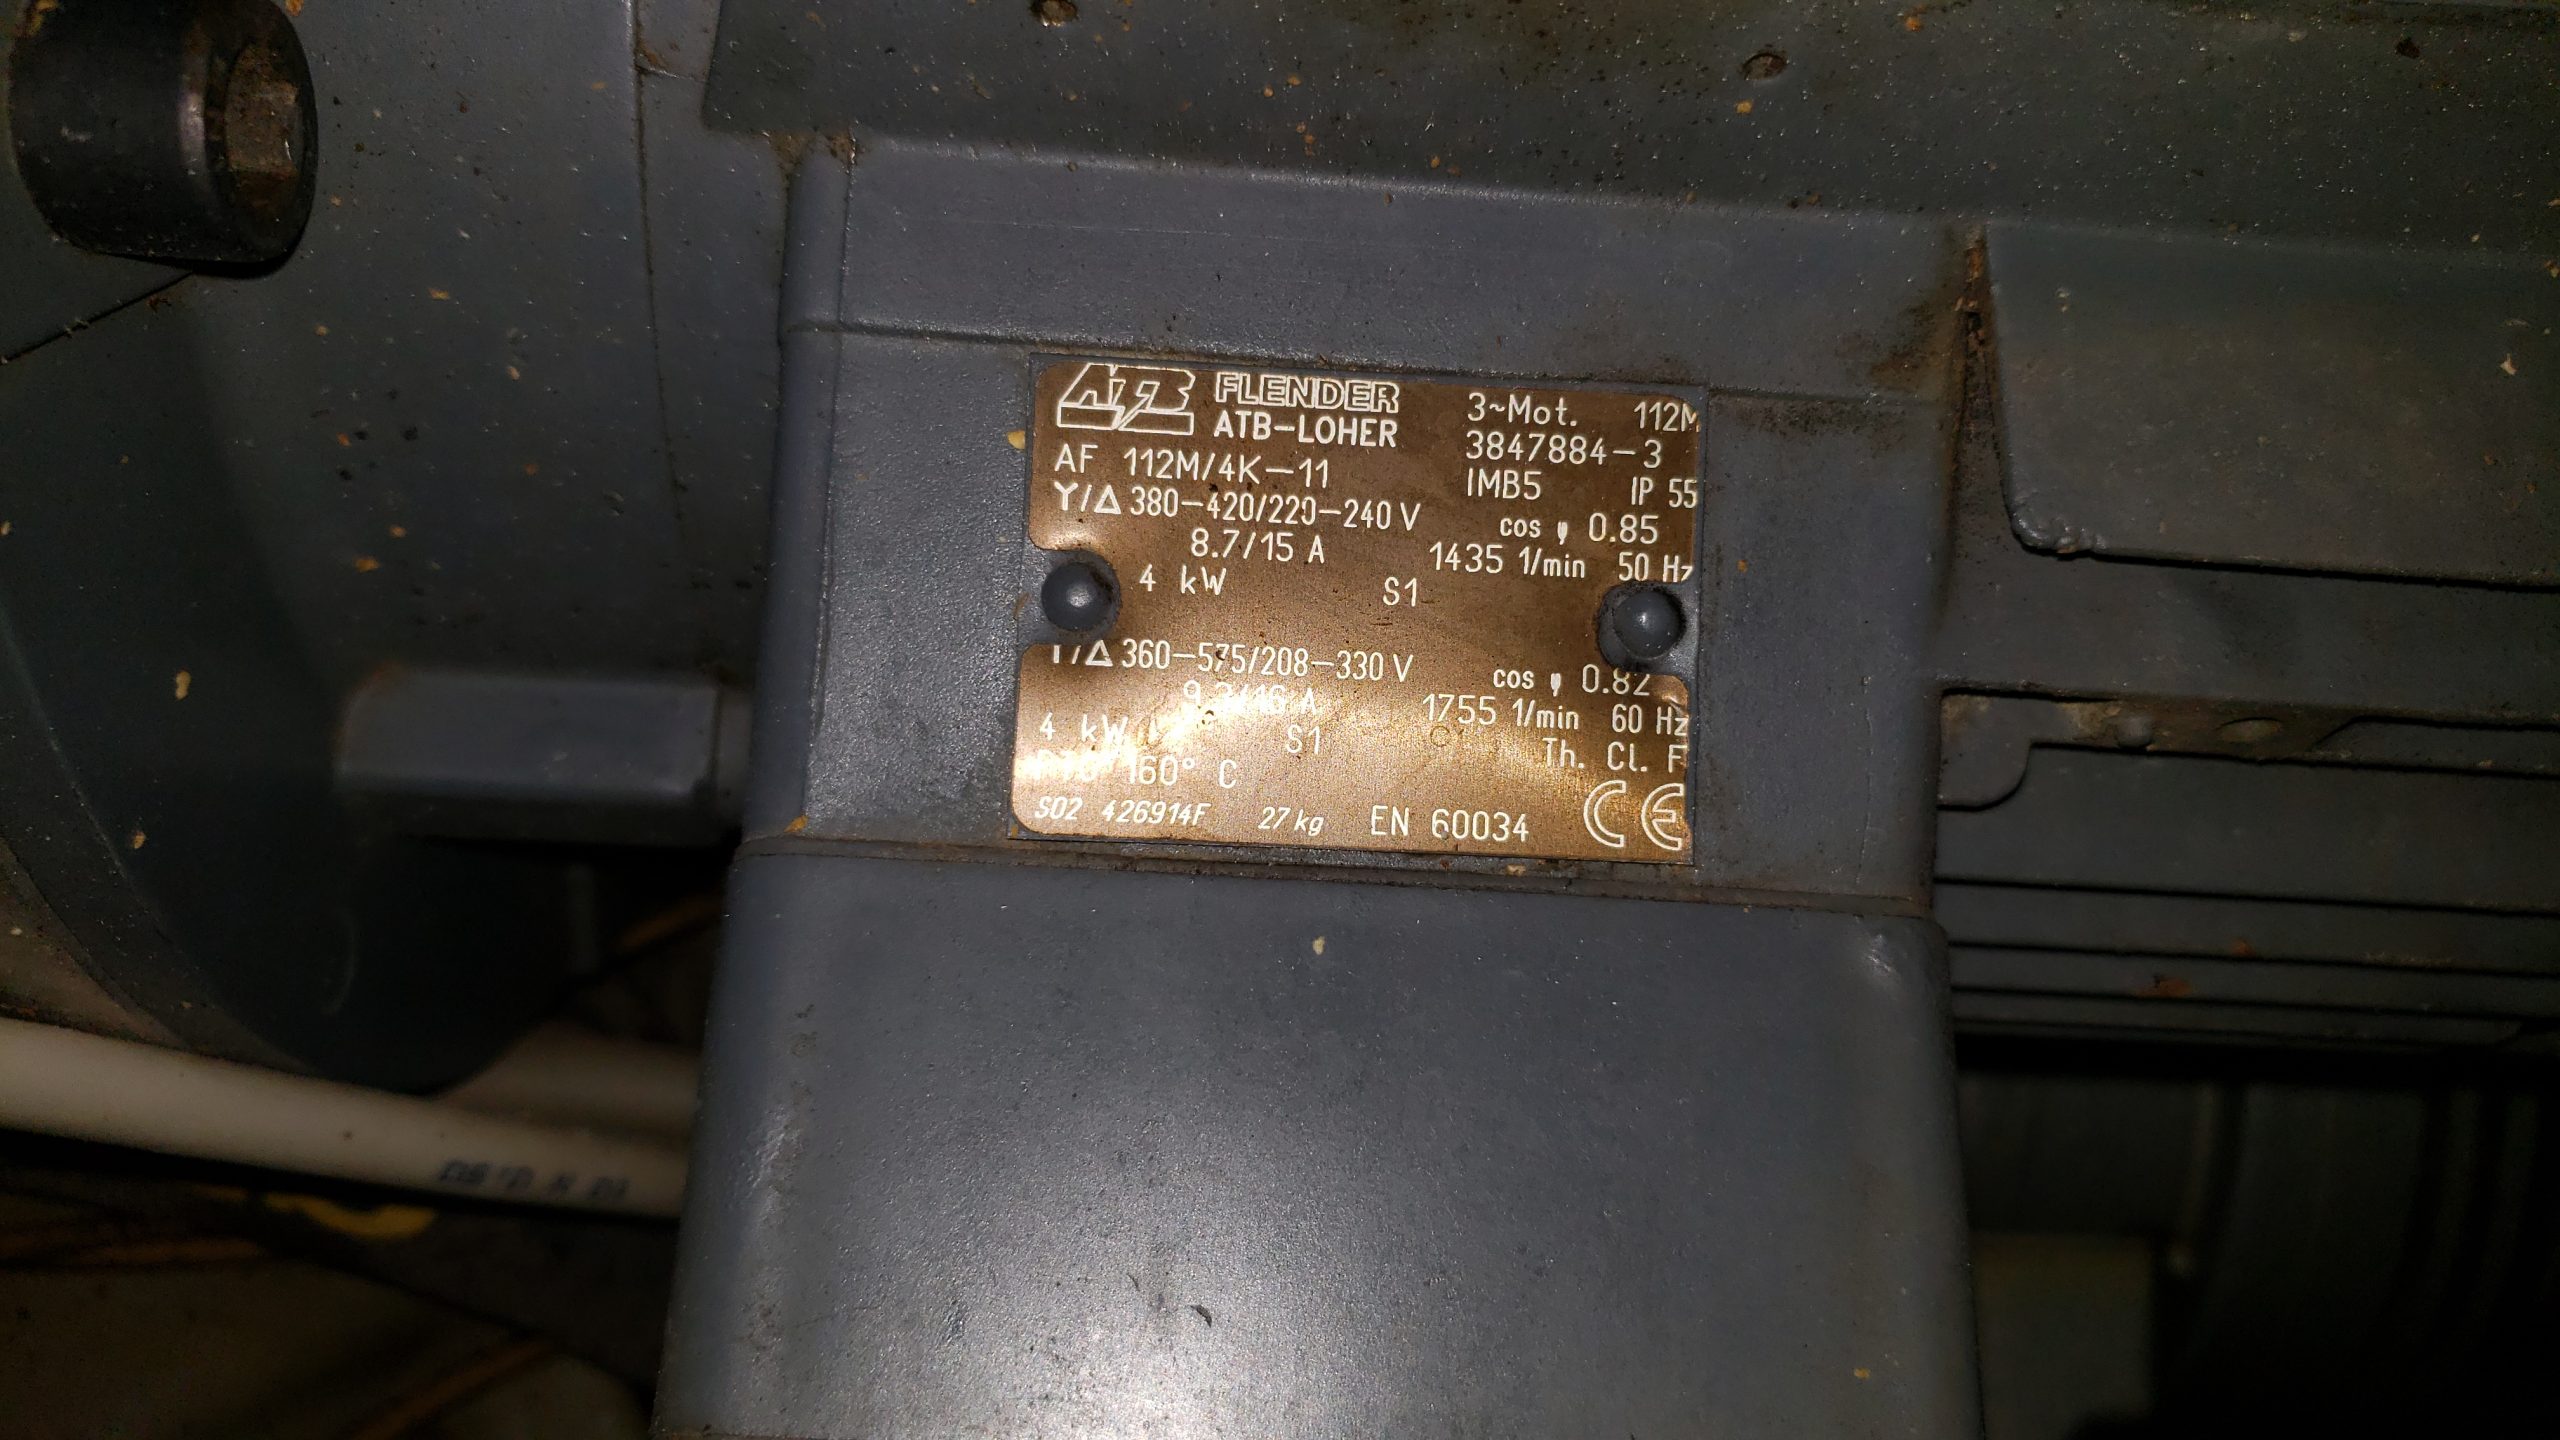 ATB FLENDER 3~Mot. 112M
ATB-LOHER 3847884-3
AF 112M/4K-11 IMB5 IP 55
Y/Δ 380-420/220-240 V cos φ 0.85
8.7/15 A 1435 1/min 50 Hz
4 kW S1
Y/Δ 360-575/208-330 V cos φ 0.82
A 1755 1/min 60 Hz
4 kW S1 Th. Cl. F
160° C
S02 426914F 27 kg EN 60034 CE